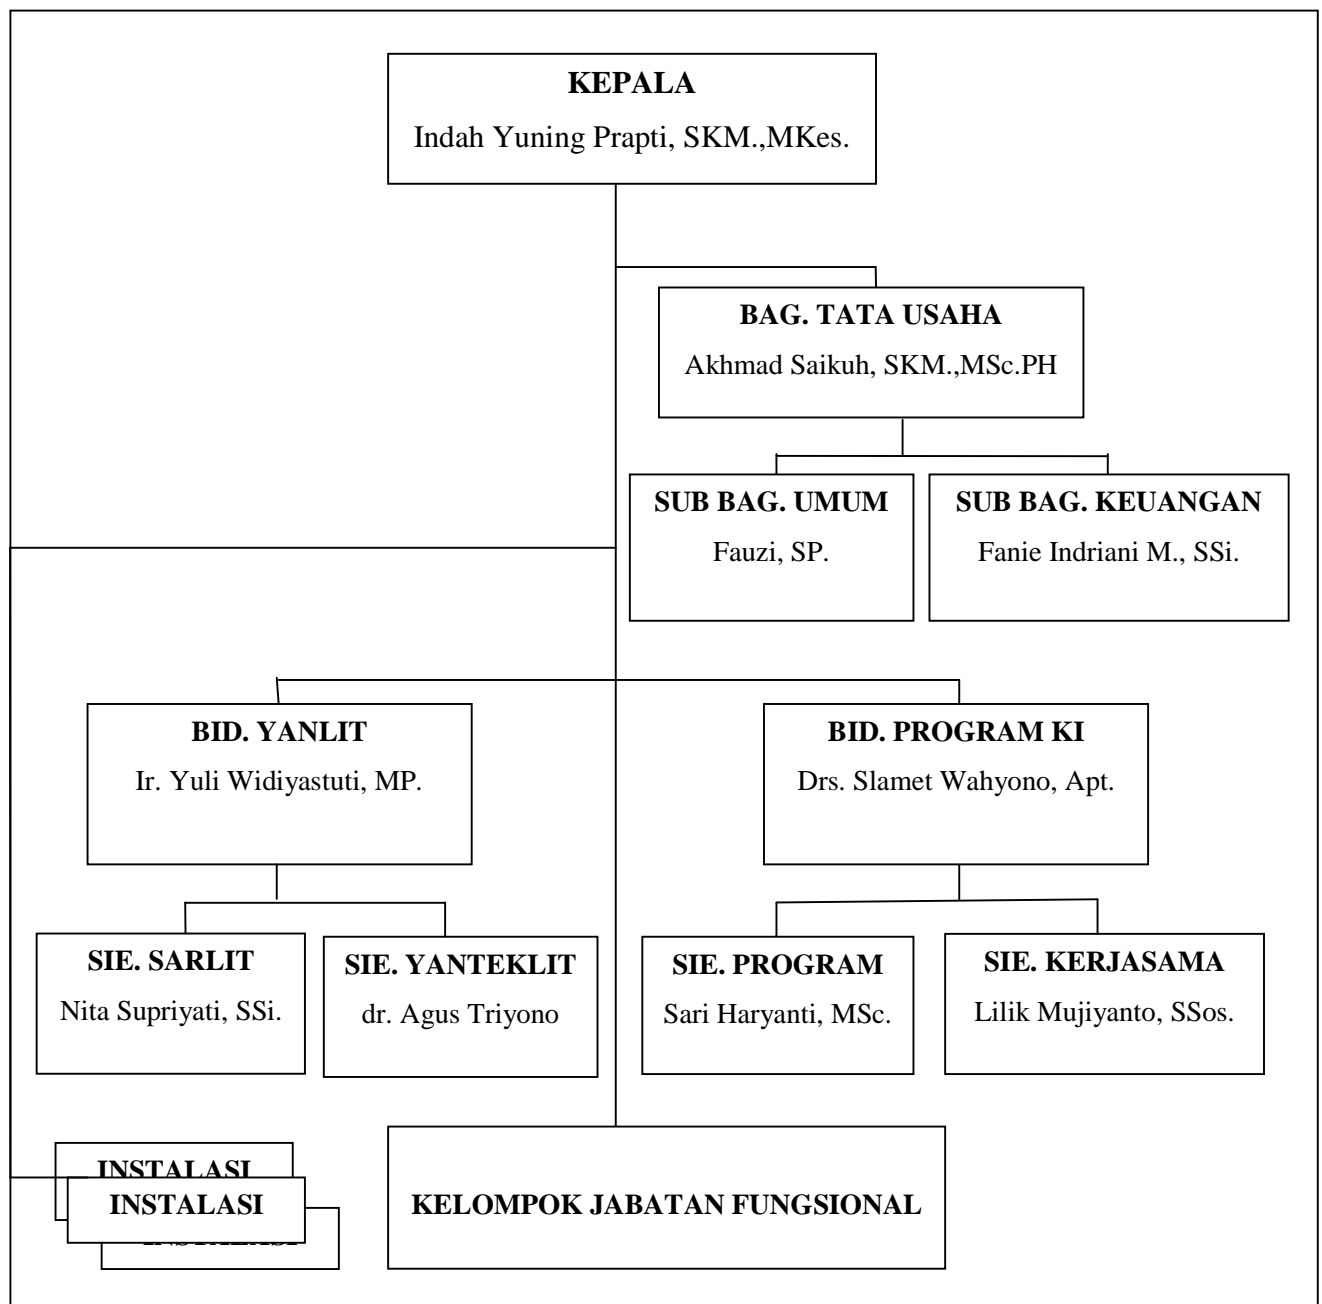 KEPALA
Indah Yuning Prapti, SKM.,MKes.
BAG. TATA USAHA
Akhmad Saikuh, SKM.,MSc.PH
SUB BAG. UMUM
Fauzi, SP.
SUB BAG. KEUANGAN
Fanie Indriani M., SSi.
BID. YANLIT
Ir. Yuli Widiyastuti, MP.
BID. PROGRAM KI
Drs. Slamet Wahyono, Apt.
SIE. SARLIT
Nita Supriyati, SSi.
SIE. YANTEKLIT
dr. Agus Triyono
SIE. PROGRAM
Sari Haryanti, MSc.
SIE. KERJASAMA
Lilik Mujiyanto, SSos.
INSTALASI
INSTALASI
INSTALASI
KELOMPOK JABATAN FUNGSIONAL